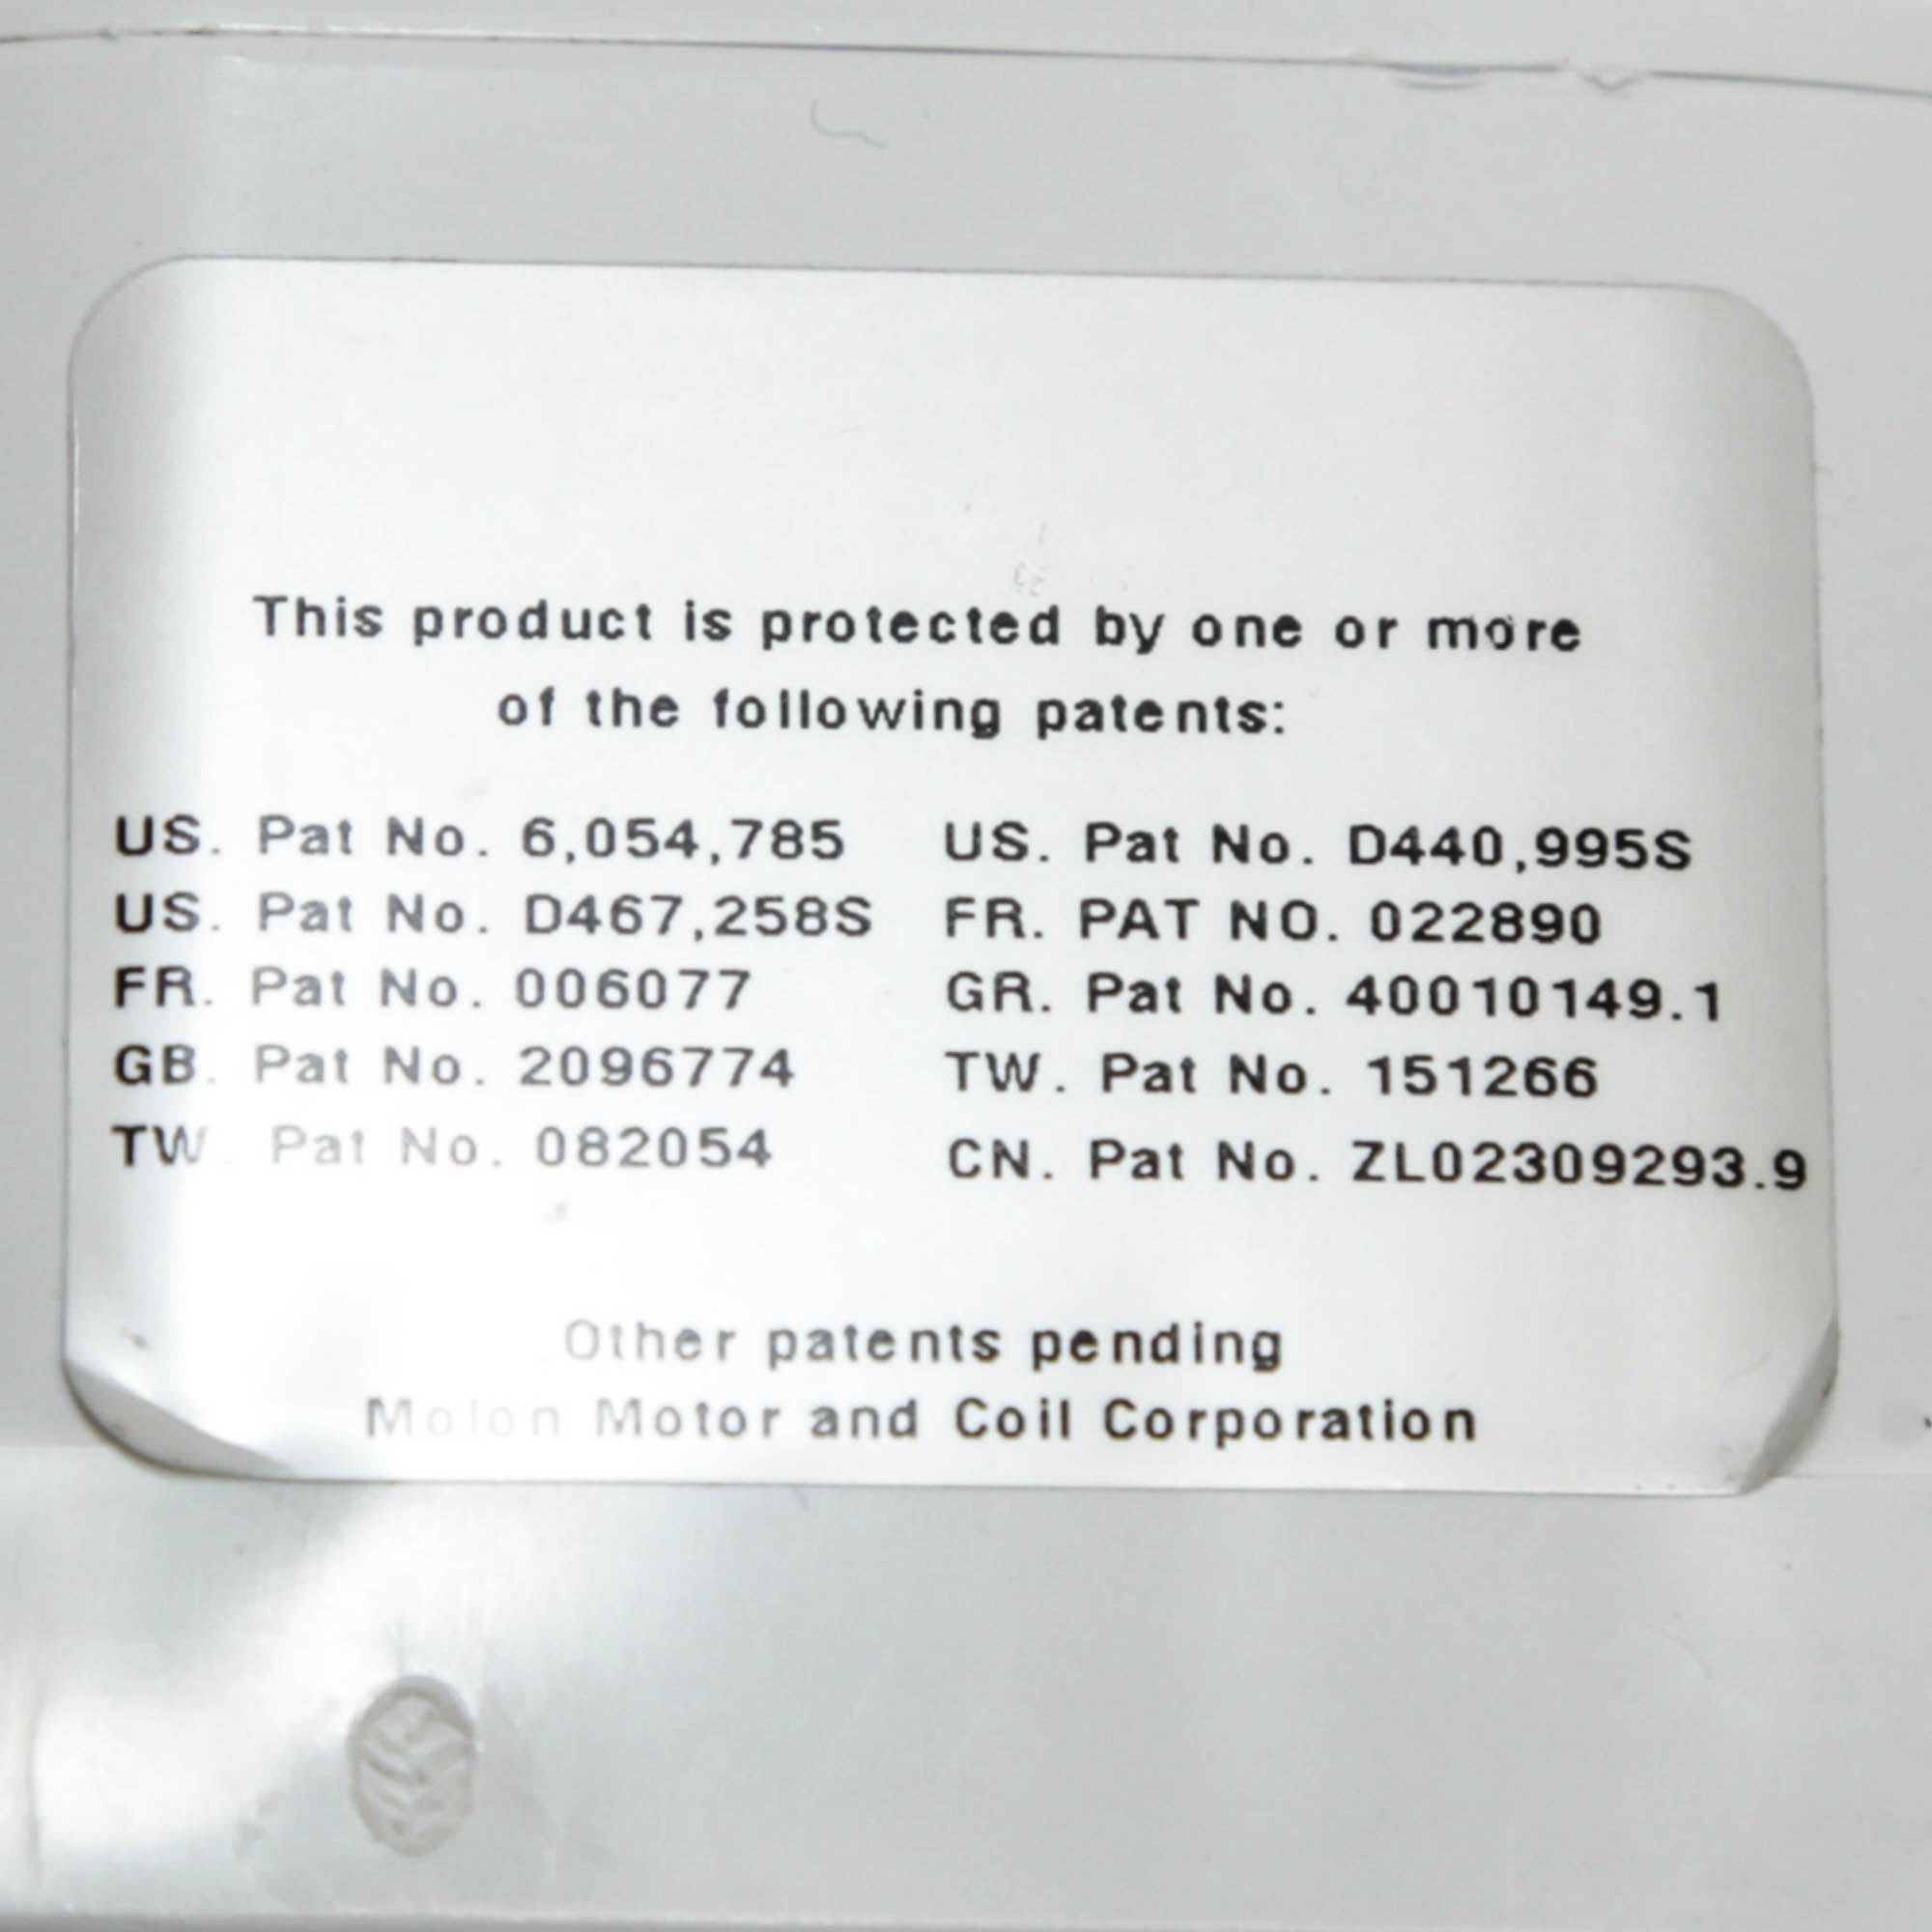 This product is protected by one or more
of the following patents:
US. Pat No. 6,054,785 US. Pat No. D440,995S
US. Pat No. D467,258S FR. PAT NO. 022890
FR. Pat No. 006077 GR. Pat No. 40010149.1
GB. Pat No. 2096774 TW. Pat No. 151266
TW. Pat No. 082054 CN. Pat No. ZL02309293.9
Other patents pending
Molon Motor and Coil Corporation